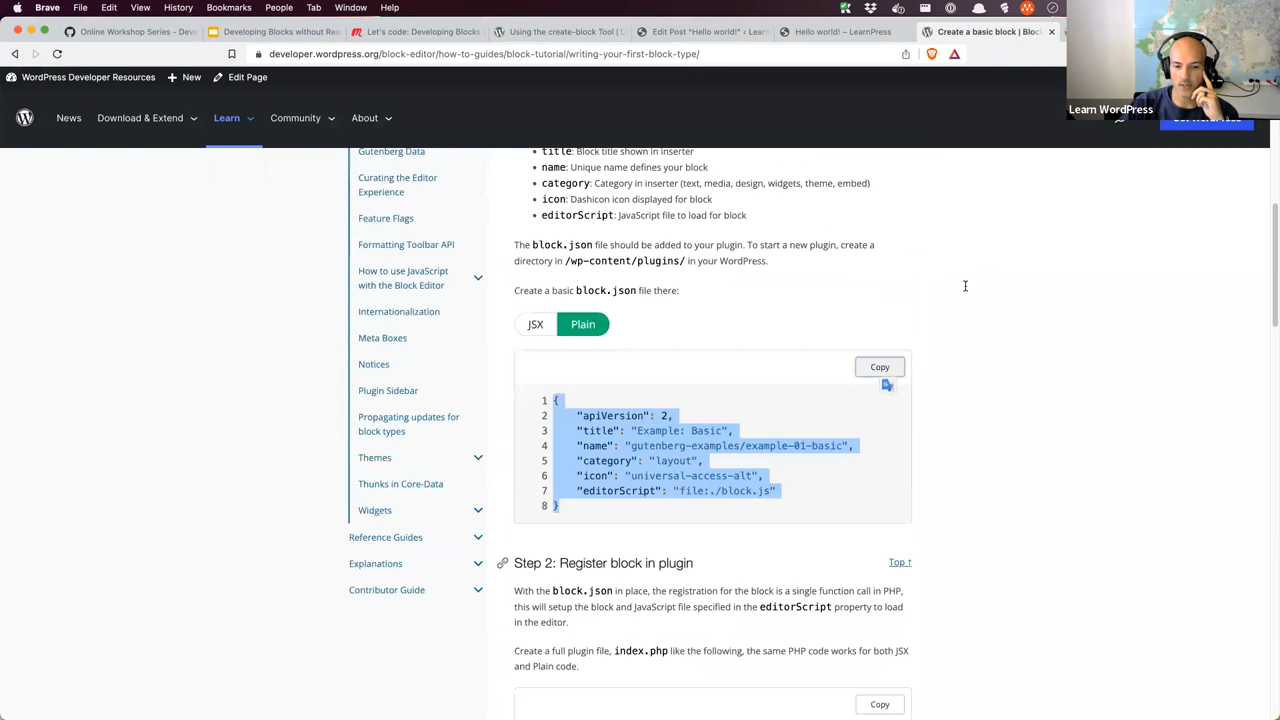 Brave File Edit View History Bookmarks People Tab Window Help
Online Workshop Series - Deve
Developing Blocks without Rea
Let's code: Developing Blocks
Using the create-block Tool | L
Edit Post "Hello world!" ‹ Learn
Hello world! – LearnPress
Create a basic block | Bloc
developer.wordpress.org/block-editor/how-to-guides/block-tutorial/writing-your-first-block-type/
WordPress Developer Resources New Edit Page
Learn WordPress
News Download & Extend Learn Community About
Gutenberg Data
Curating the Editor
Experience
Feature Flags
Formatting Toolbar API
How to use JavaScript
with the Block Editor
Internationalization
Meta Boxes
Notices
Plugin Sidebar
Propagating updates for
block types
Themes
Thunks in Core-Data
Widgets
Reference Guides
Explanations
Contributor Guide
title: Block title shown in inserter
name: Unique name defines your block
category: Category in inserter (text, media, design, widgets, theme, embed)
icon: Dashicon icon displayed for block
editorScript: JavaScript file to load for block
The block.json file should be added to your plugin. To start a new plugin, create a
directory in /wp-content/plugins/ in your WordPress.
Create a basic block.json file there:
JSX Plain
Copy
1 {
2 "apiVersion": 2,
3 "title": "Example: Basic",
4 "name": "gutenberg-examples/example-01-basic",
5 "category": "layout",
6 "icon": "universal-access-alt",
7 "editorScript": "file:./block.js"
8 }
Step 2: Register block in plugin Top ↑
With the block.json in place, the registration for the block is a single function call in PHP,
this will setup the block and JavaScript file specified in the editorScript property to load
in the editor.
Create a full plugin file, index.php like the following, the same PHP code works for both JSX
and Plain code.
Copy